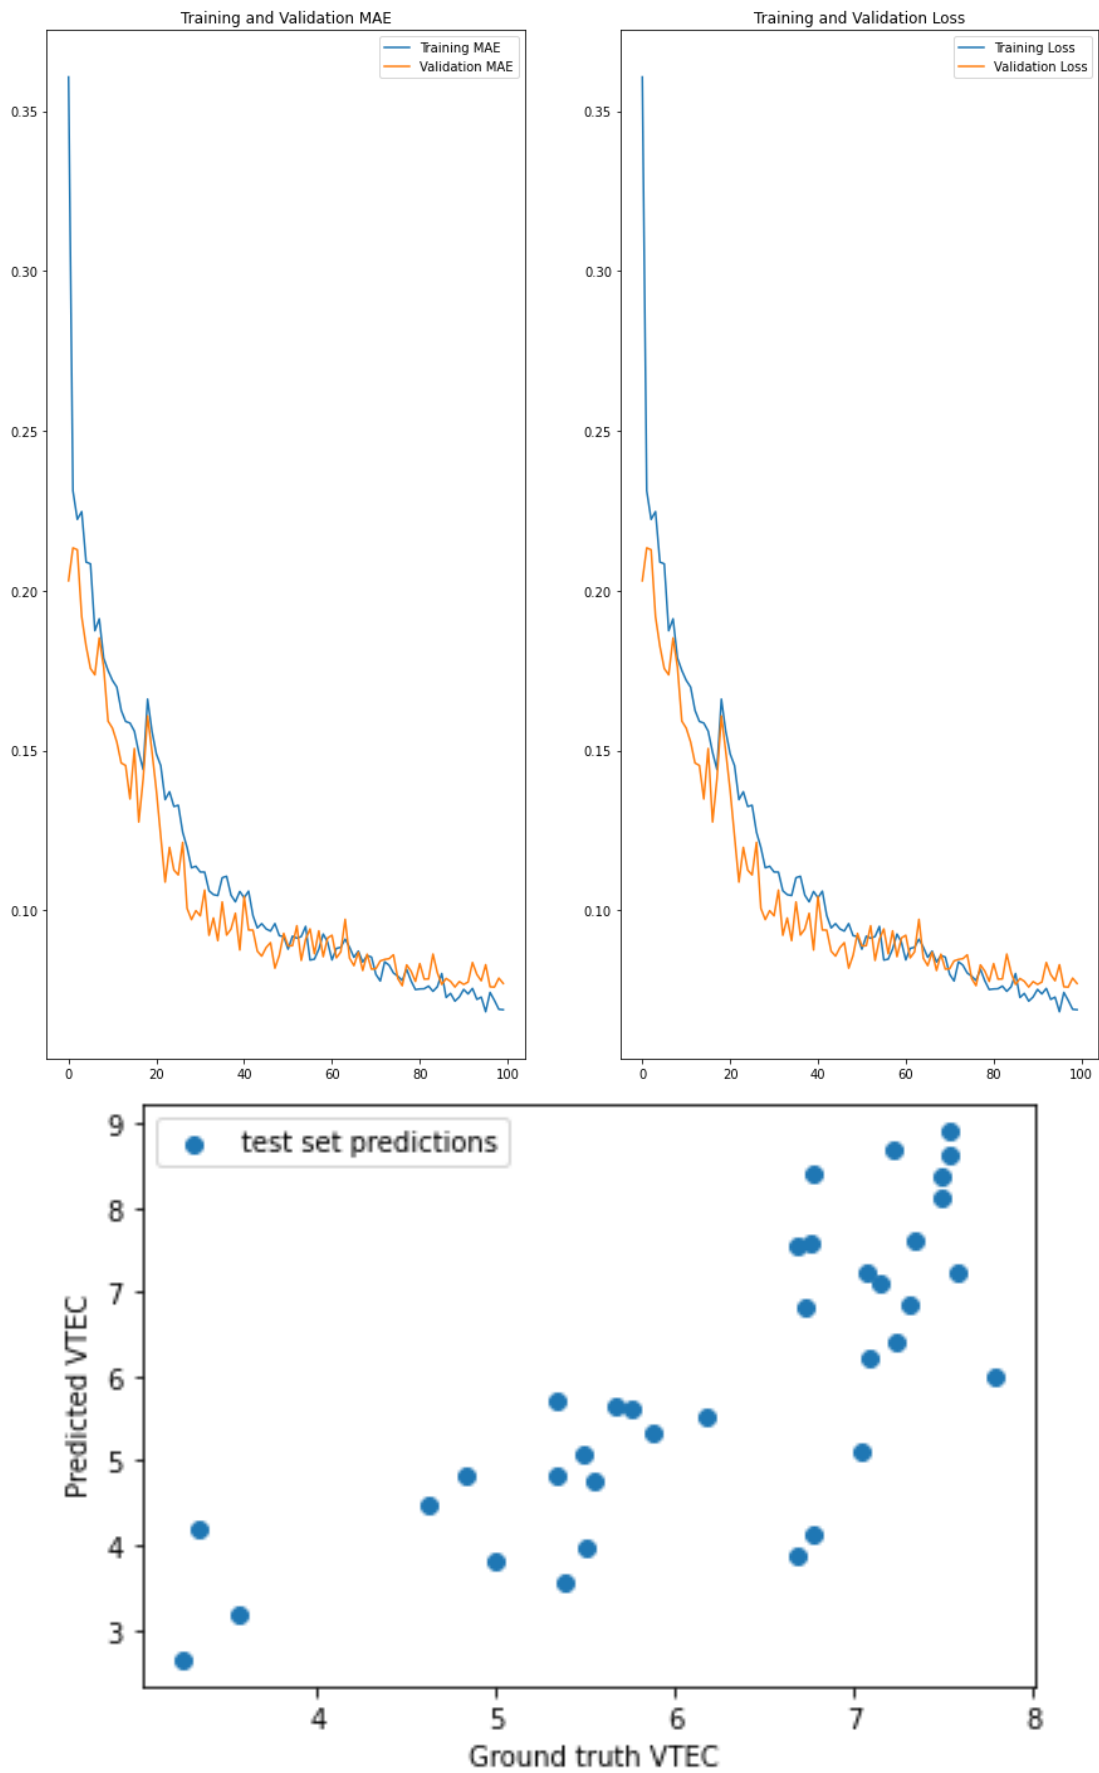 Training and Validation MAE
Training MAE
Validation MAE
0.35
0.30
0.25
0.20
0.15
0.10
0 20 40 60 80 100
Training and Validation Loss
Training Loss
Validation Loss
0.35
0.30
0.25
0.20
0.15
0.10
0 20 40 60 80 100
test set predictions
Predicted VTEC
9
8
7
6
5
4
3
4 5 6 7 8
Ground truth VTEC